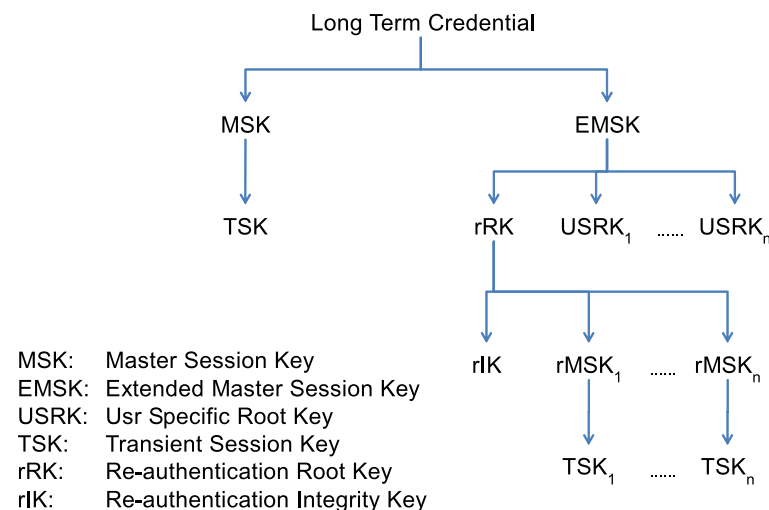 Long Term Credential
MSK EMSK
TSK rRK USRK₁ ...... USRKₙ
rIK rMSK₁ ...... rMSKₙ
TSK₁ ...... TSKₙ
MSK: Master Session Key
EMSK: Extended Master Session Key
USRK: Usr Specific Root Key
TSK: Transient Session Key
rRK: Re-authentication Root Key
rIK: Re-authentication Integrity Key